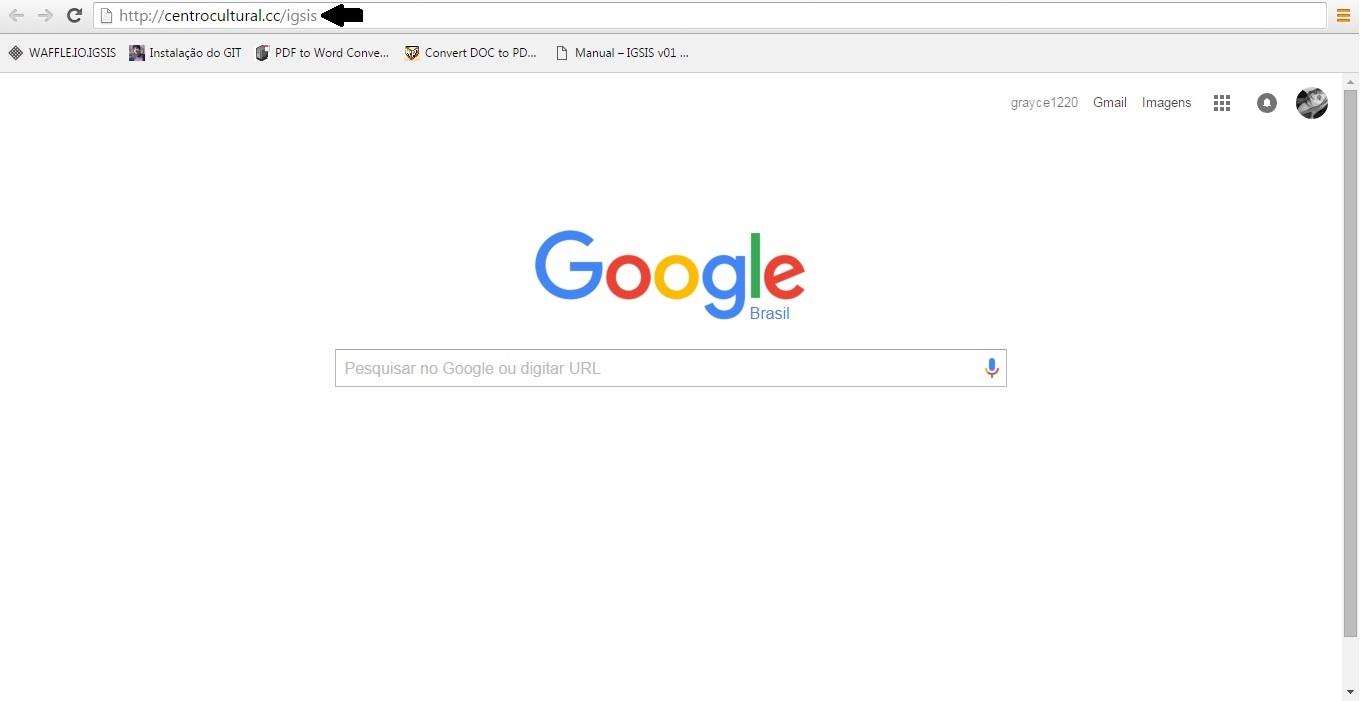 http://centrocultural.cc/igsis
WAFFLE.IO.IGSIS Instalação do GIT PDF to Word Conve... Convert DOC to PD... Manual – IGSIS v01 ...
grayce1220 Gmail Imagens
Google
Brasil
Pesquisar no Google ou digitar URL